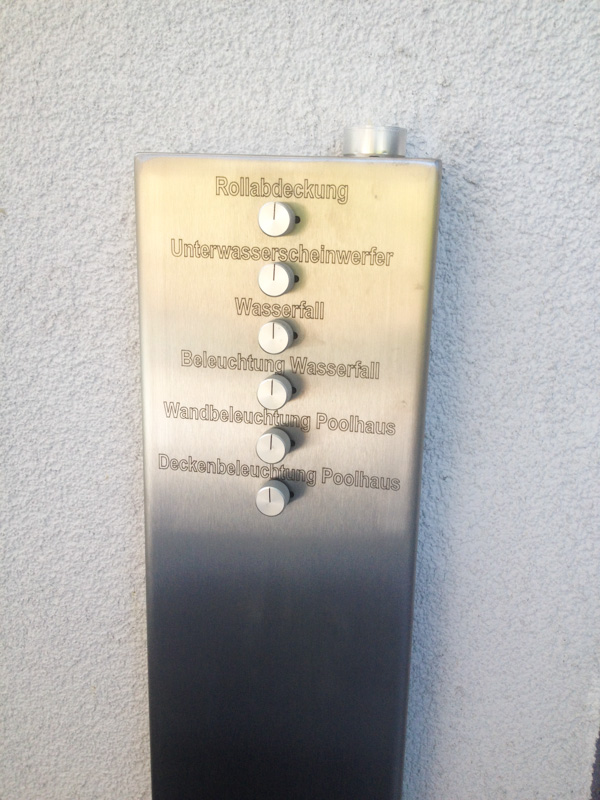 Rollabdeckung
Unterwasserscheinwerfer
Wasserfall
Beleuchtung Wasserfall
Wandbeleuchtung Poolhaus
Deckenbeleuchtung Poolhaus